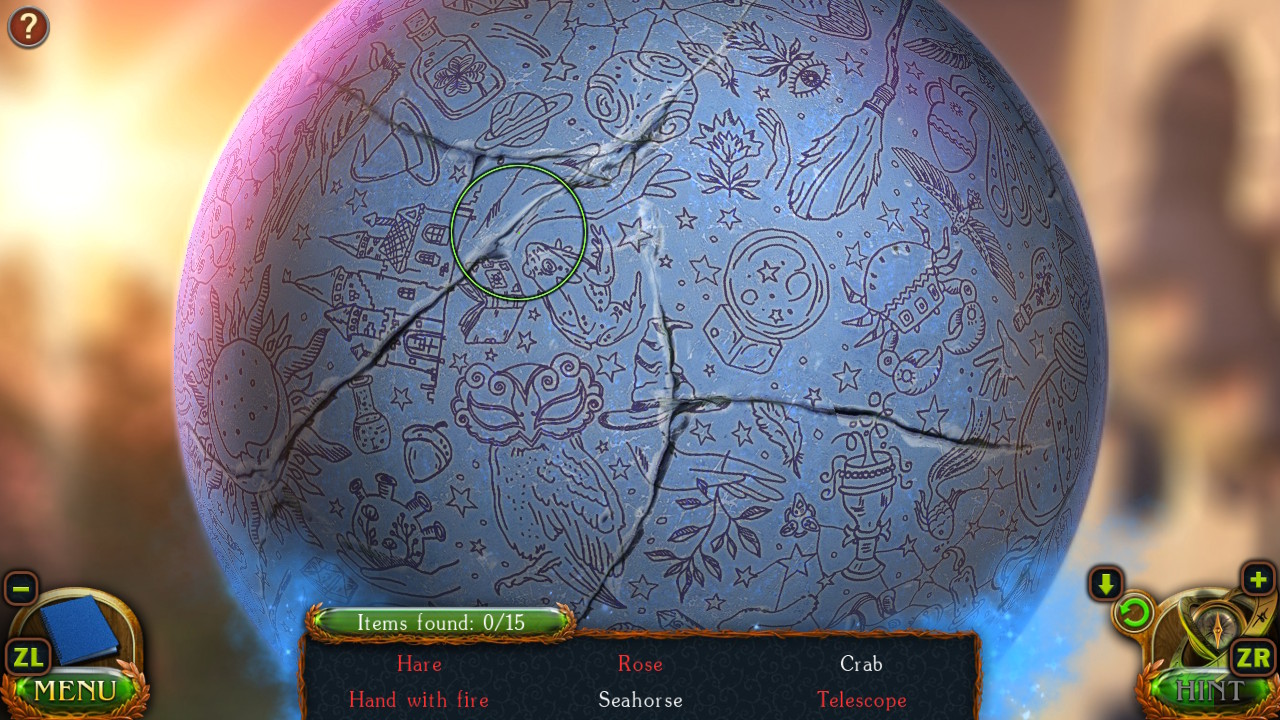 ?
Items found: 0/15
Hare Rose Crab
Hand with fire Seahorse Telescope
ZL
MENU
ZR
HINT